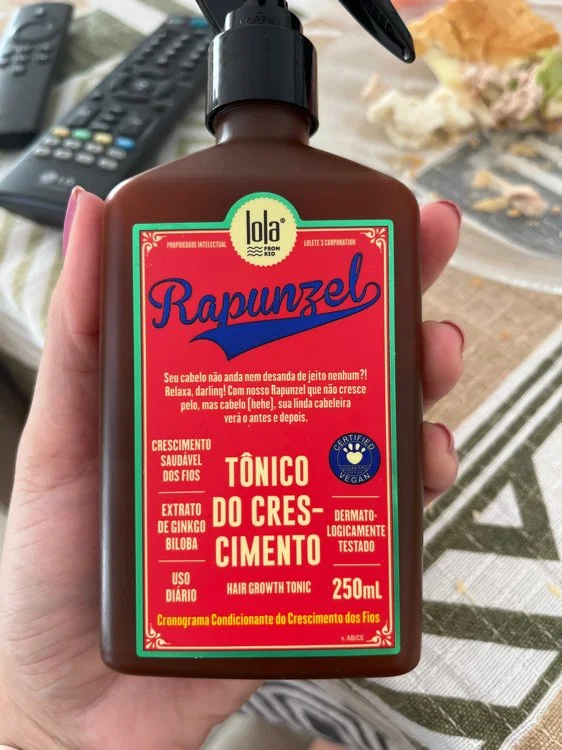 lola®
FROM
RIO
PROPRIEDADE INTELECTUAL
LOLETE S CORPORATION
Rapunzel
Seu cabelo não anda nem desanda de jeito nenhum?!
Relaxa, darling! Com nosso Rapunzel que não cresce
pelo, mas cabelo (hehe), sua linda cabeleira
verá o antes e depois.
CRESCIMENTO
SAUDÁVEL
DOS FIOS
EXTRATO
DE GINKGO
BILOBA
USO
DIÁRIO
TÔNICO
DO CRES-
CIMENTO
HAIR GROWTH TONIC
CERTIFIED
VEGAN
DERMATO-
LOGICAMENTE
TESTADO
250mL
Cronograma Condicionante do Crescimento dos Fios
v. AB/CE
LG